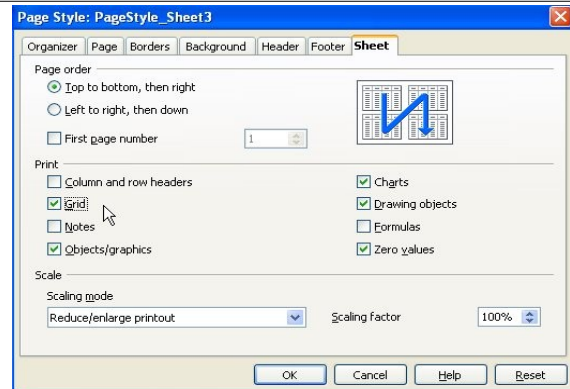 Page Style: PageStyle_Sheet3
Organizer Page Borders Background Header Footer Sheet
Page order
Top to bottom, then right
Left to right, then down
First page number 1
Print
Column and row headers Charts
Grid Drawing objects
Notes Formulas
Objects/graphics Zero values
Scale
Scaling mode
Reduce/enlarge printout Scaling factor 100%
OK Cancel Help Reset